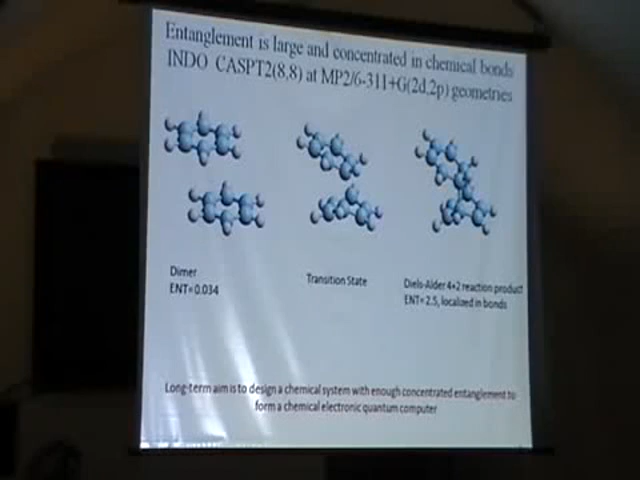 Entanglement is large and concentrated in chemical bonds
INDO CASPT2(8,8) at MP2/6-311+G(2d,2p) geometries
Dimer
ENT=0.034
Transition State
Diels-Alder 4+2 reaction product
ENT=2.5, localized in bonds
Long-term aim is to design a chemical system with enough concentrated entanglement to
form a chemical electronic quantum computer